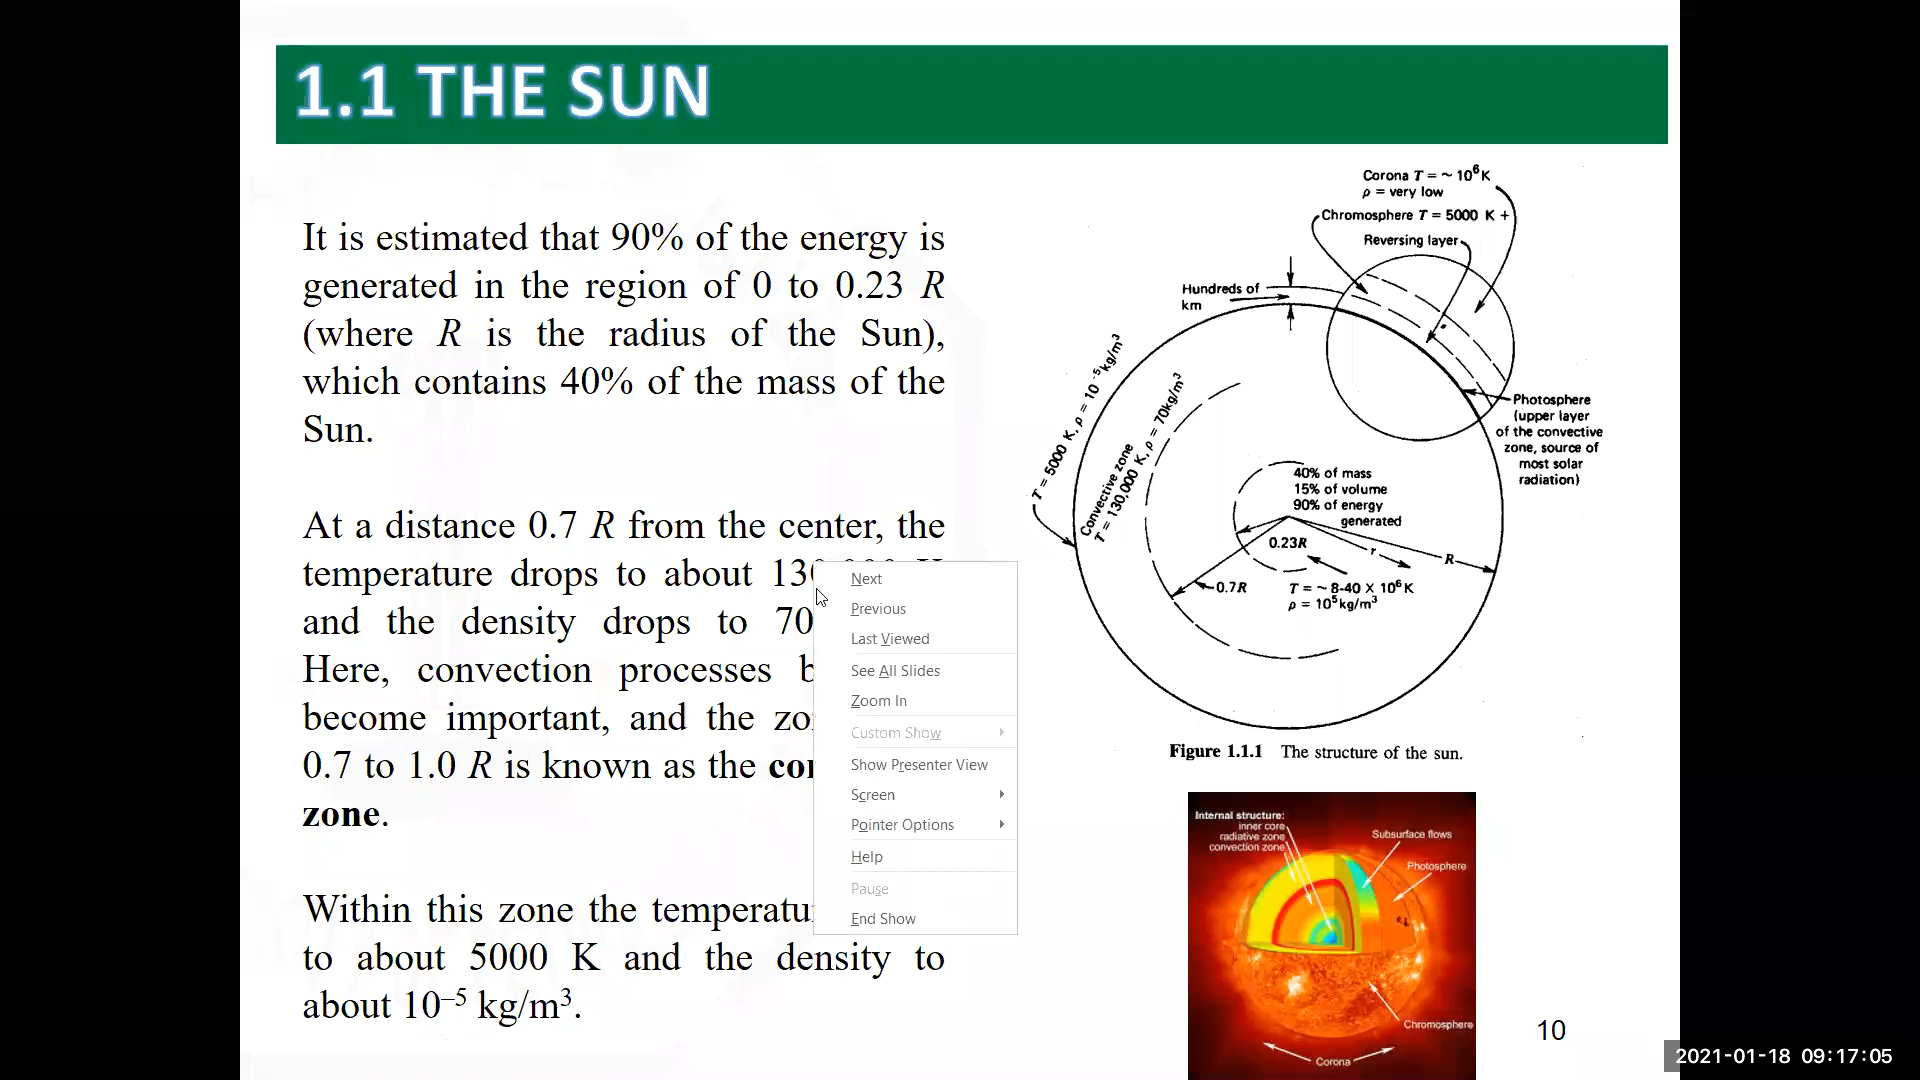 1.1 THE SUN
It is estimated that 90% of the energy is
generated in the region of 0 to 0.23 R
(where R is the radius of the Sun),
which contains 40% of the mass of the
Sun.
At a distance 0.7 R from the center, the
temperature drops to about
and the density drops to 70
Here, convection processes
become important, and the
0.7 to 1.0 R is known as the
zone.
Within this zone the
to about 5000 K and the density to
about 10⁻⁵ kg/m³.
Next
Previous
Last Viewed
See All Slides
Zoom In
Custom Show
Show Presenter View
Screen
Pointer Options
Help
Pause
End Show
Corona T = ~ 10⁶ K
ρ = very low
Chromosphere T = 5000 K +
Reversing layer
Hundreds of
km
T = 5000 K, ρ = 10⁻⁵ kg/m³
Convective zone
T = 130,000 K, ρ = 70kg/m³
Photosphere
(upper layer
of the convective
zone, source of
most solar
radiation)
40% of mass
15% of volume
90% of energy
generated
0.23R
r
R
0.7R
T = ~ 8-40 X 10⁶ K
ρ = 10⁵ kg/m³
Figure 1.1.1 The structure of the sun.
Internal structure:
inner core
radiative zone
convection zone
Subsurface flows
Photosphere
Chromosphere
Corona
10
2021-01-18 09:17:05